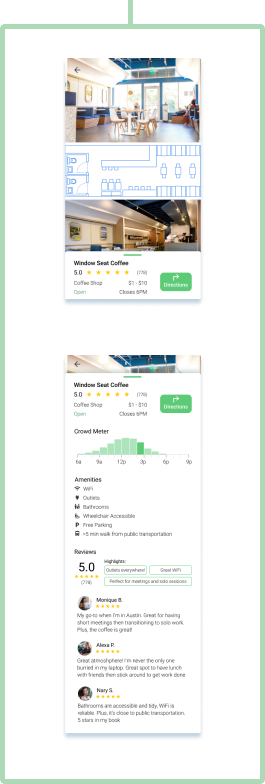 Window Seat Coffee
5.0 ★ ★ ★ ★ ★ (778)
Coffee Shop $1 - $10
Open Closes 6PM
Directions
Window Seat Coffee
5.0 ★ ★ ★ ★ ★ (778)
Coffee Shop $1 - $10
Open Closes 6PM
Directions
Crowd Meter
6a 9a 12p 3p 6p 9p
Amenities
WiFi
Outlets
Bathrooms
Wheelchair Accessible
P Free Parking
>5 min walk from public transportation
Reviews
5.0
★★★★★
(778)
Highlights:
Outlets everywhere! Great WiFi
Perfect for meetings and solo sessions
Monique B.
★★★★★
My go-to when I'm in Austin. Great for having
short meetings then transitioning to solo work.
Plus, the coffee is great!
Alexa P.
★★★★★
Great atmoshphere! I'm never the only one
burried in my laptop. Great spot to have lunch
with friends then stick around to get work done
Nary S.
★★★★★
Bathrooms are accessible and tidy, WiFi is
reliable. Plus, it's close to public transportation.
5 stars in my book